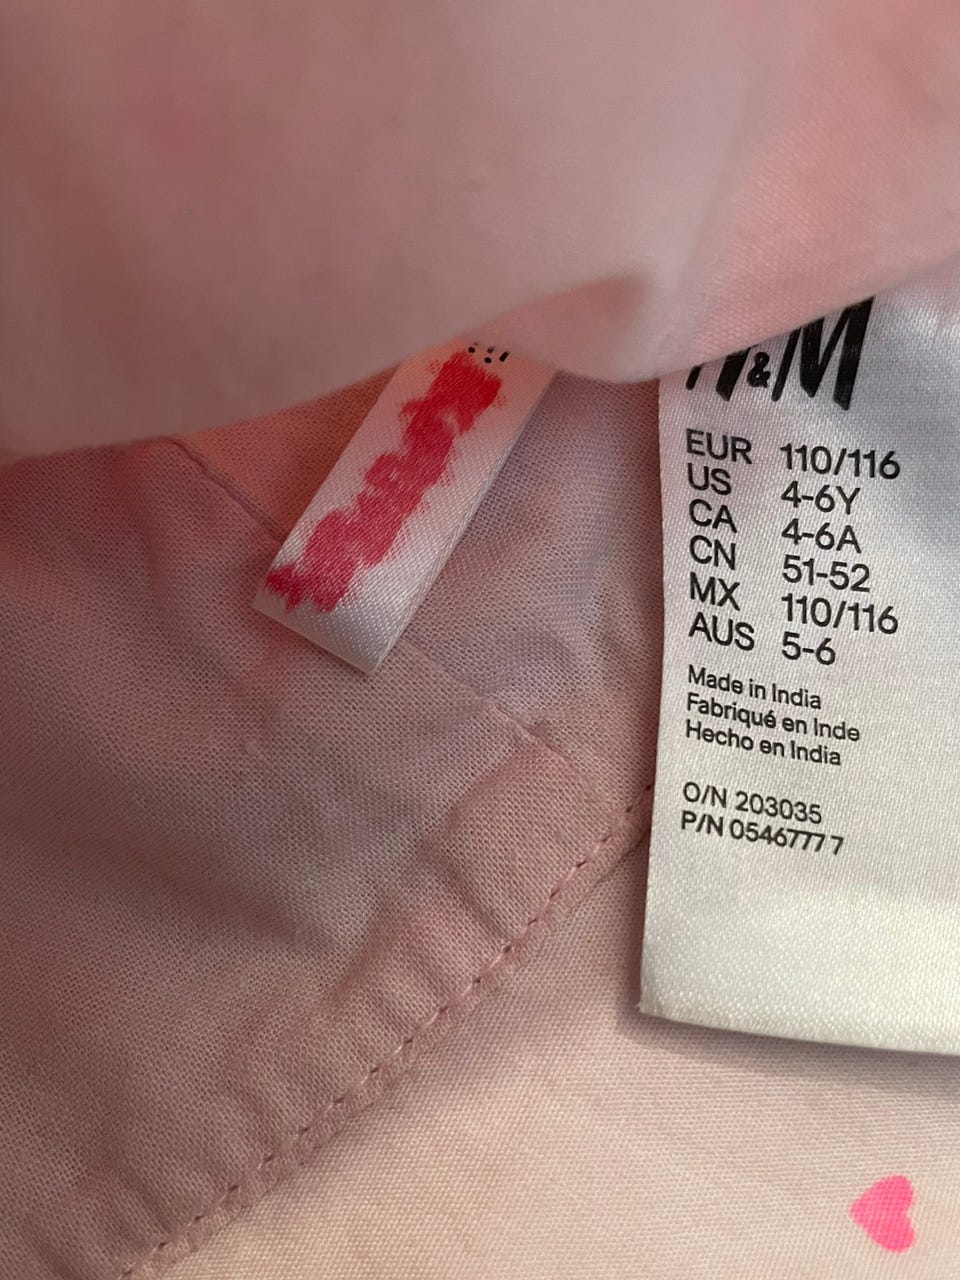 H&M
EUR 110/116
US 4-6Y
CA 4-6A
CN 51-52
MX 110/116
AUS 5-6
Made in India
Fabriqué en Inde
Hecho en India
O/N 203035
P/N 05467777